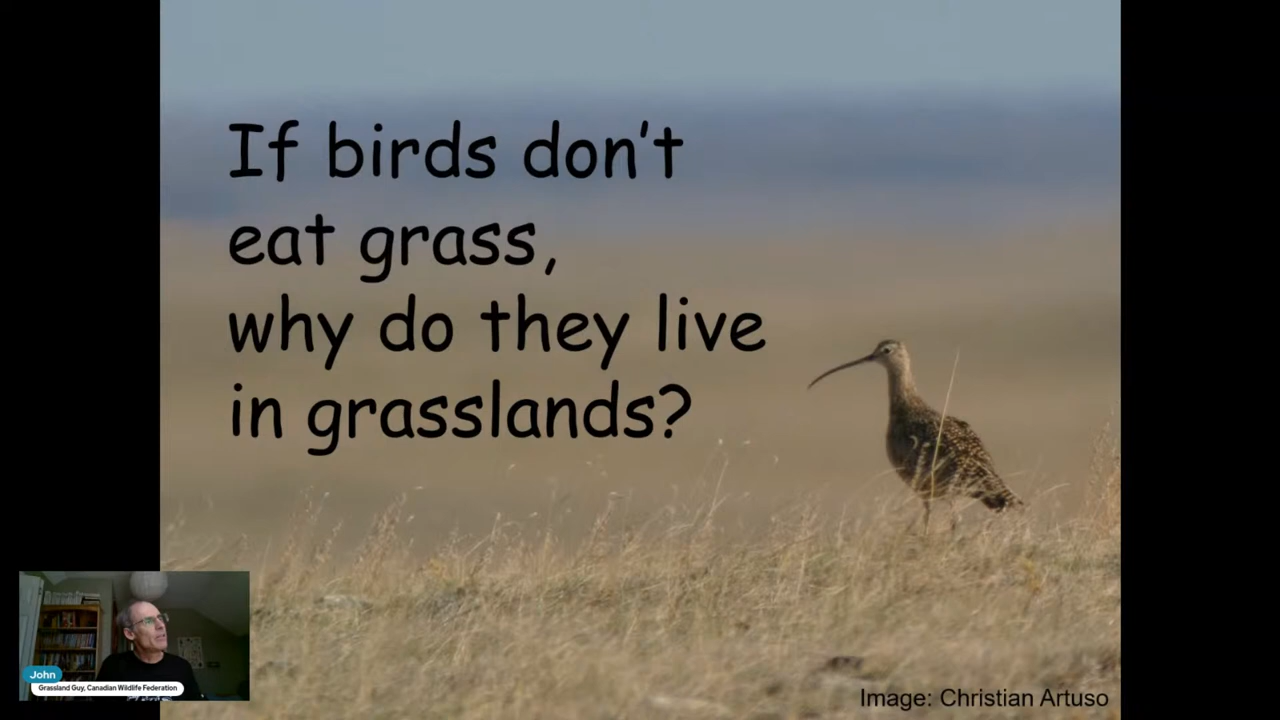 If birds don't
eat grass,
why do they live
in grasslands?
John
Grassland Guy, Canadian Wildlife Federation
Image: Christian Artuso